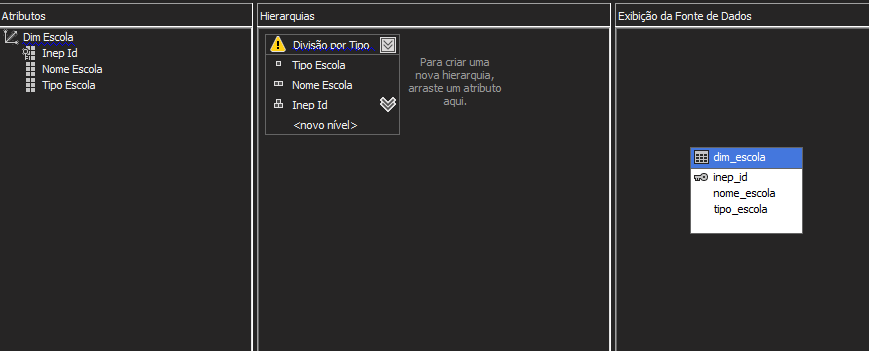 Atributos
Dim Escola
Inep Id
Nome Escola
Tipo Escola
Hierarquias
Divisão por Tipo
Tipo Escola
Nome Escola
Inep Id
<novo nível>
Para criar uma
nova hierarquia,
arraste um atributo
aqui.
Exibição da Fonte de Dados
dim_escola
inep_id
nome_escola
tipo_escola